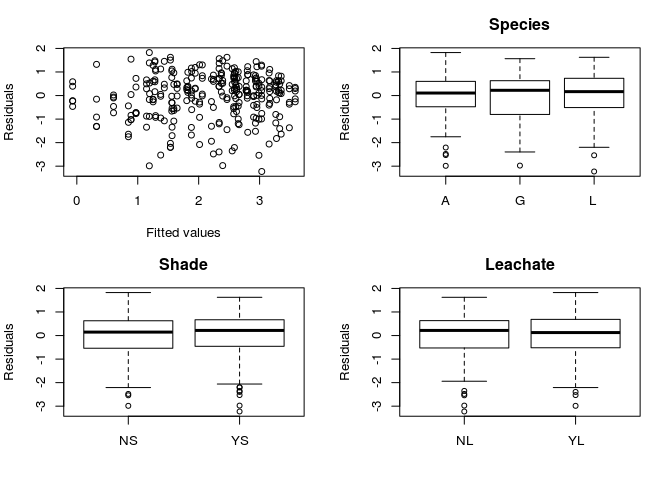 Residuals
2
1
0
-1
-2
-3
0 1 2 3
Fitted values
Species
Residuals
2
1
0
-1
-2
-3
A G L
Shade
Residuals
2
1
0
-1
-2
-3
NS YS
Leachate
Residuals
2
1
0
-1
-2
-3
NL YL